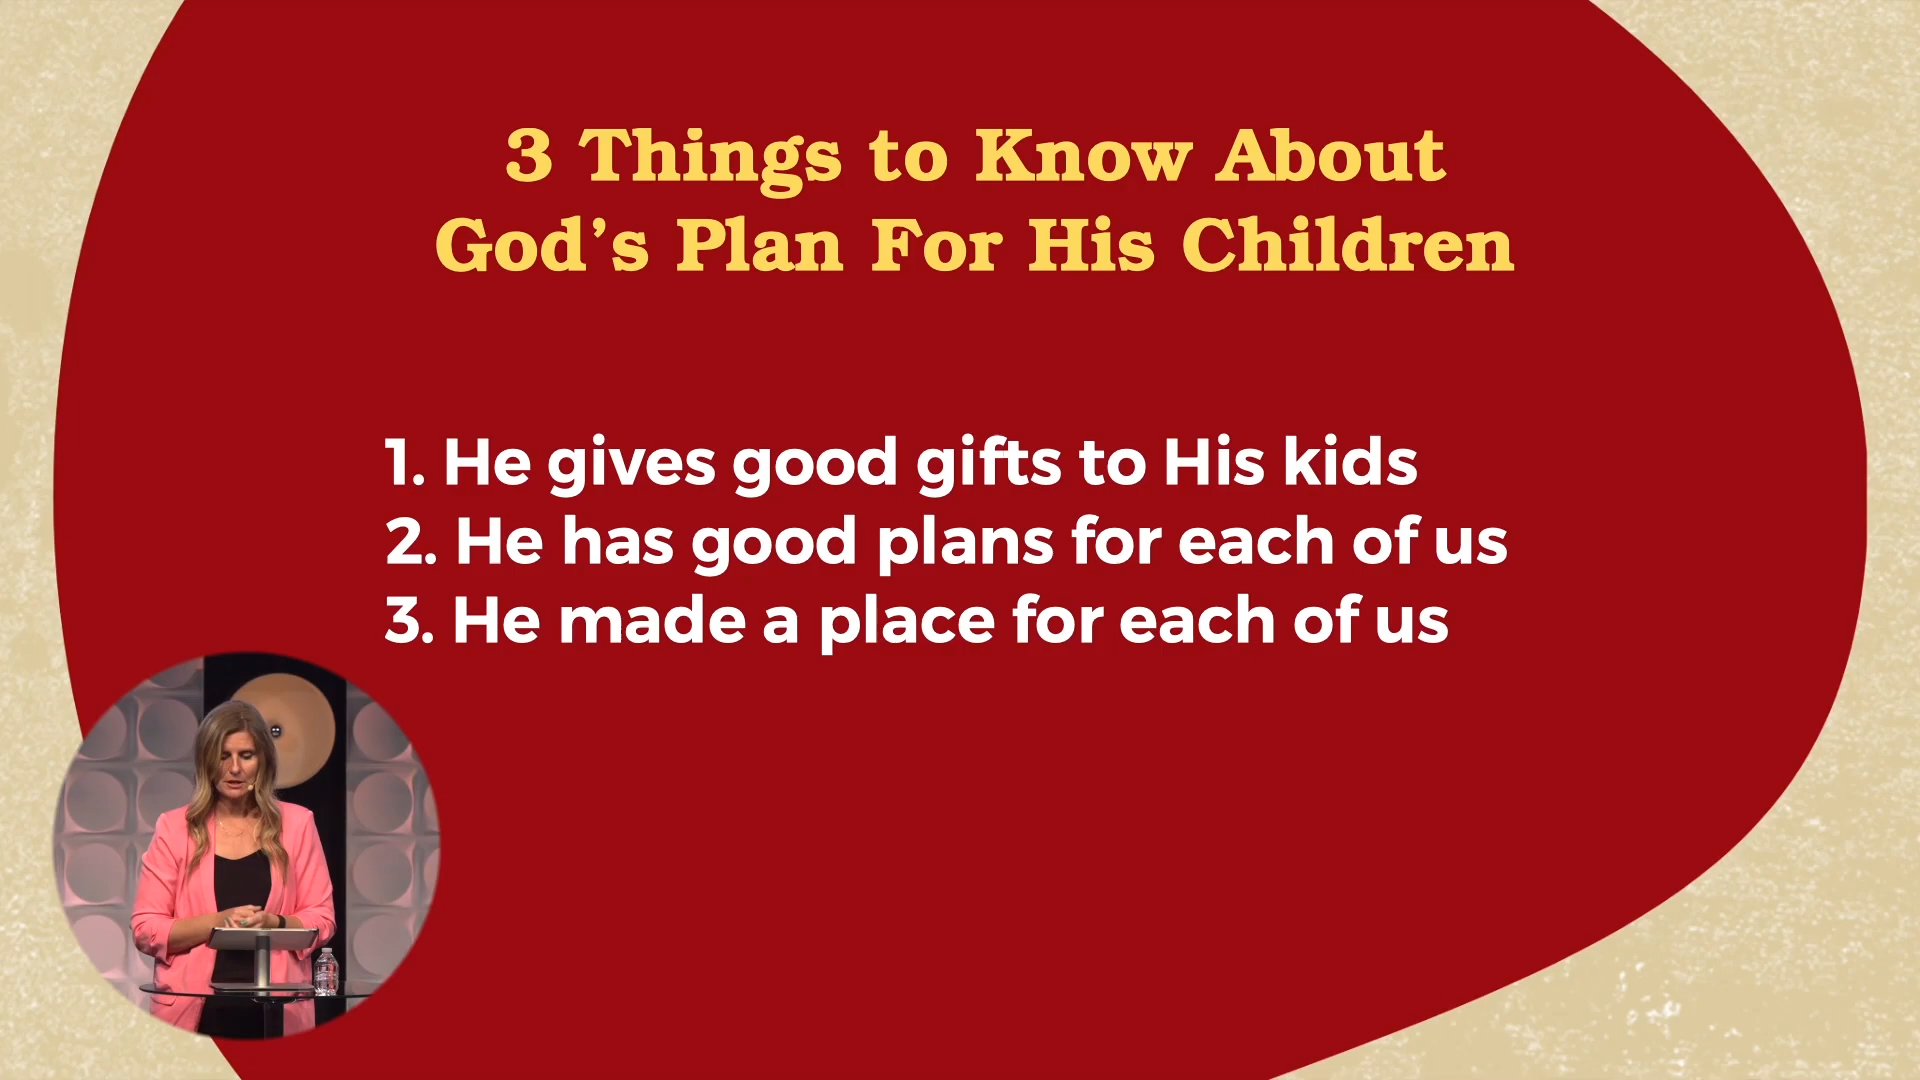 3 Things to Know About
God’s Plan For His Children
1. He gives good gifts to His kids
2. He has good plans for each of us
3. He made a place for each of us